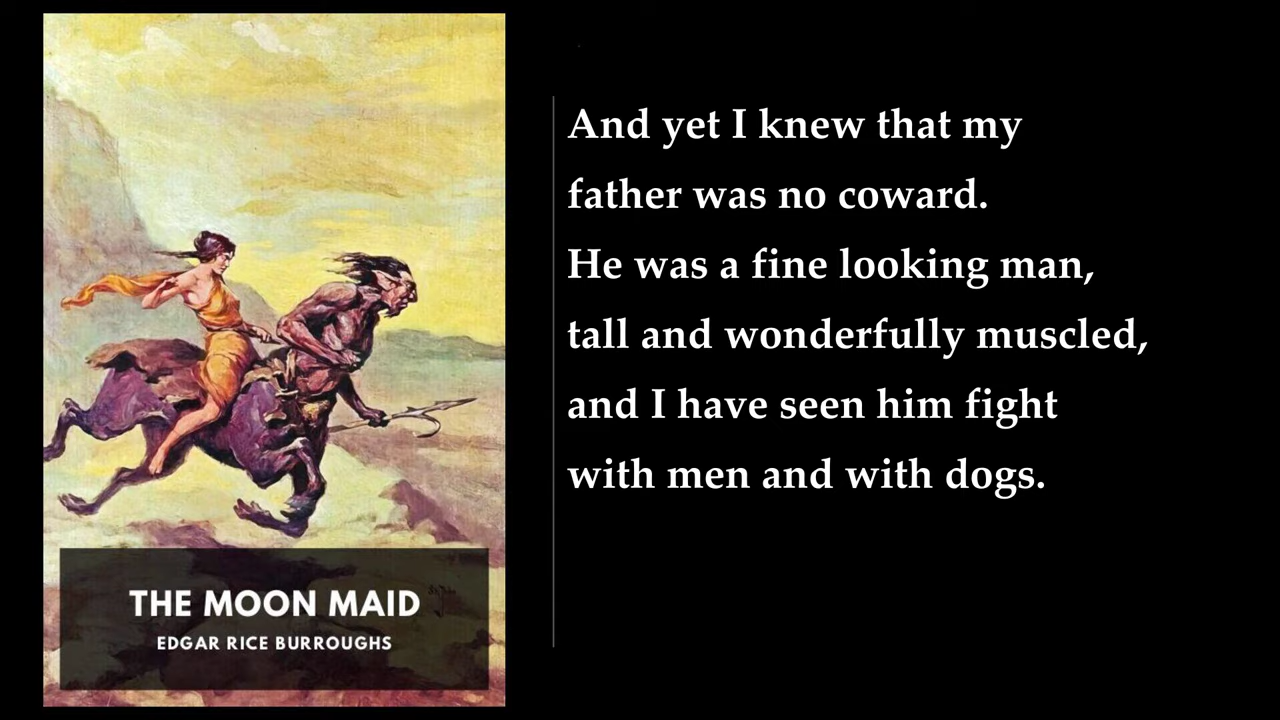 THE MOON MAID
EDGAR RICE BURROUGHS
And yet I knew that my
father was no coward.
He was a fine looking man,
tall and wonderfully muscled,
and I have seen him fight
with men and with dogs.